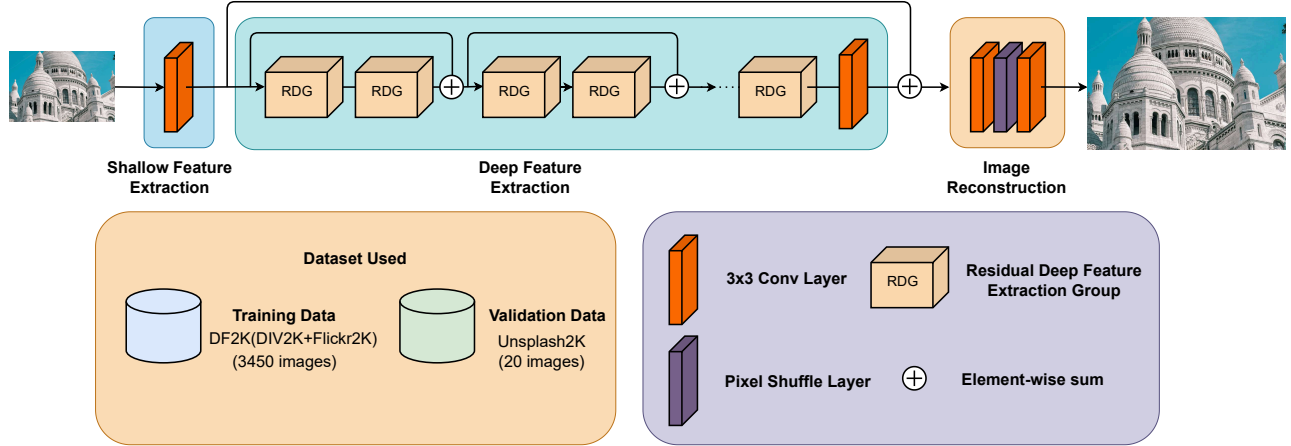 RDG
RDG
RDG
RDG
RDG
Shallow Feature
Extraction
Deep Feature
Extraction
Image
Reconstruction
Dataset Used
Training Data
DF2K(DIV2K+Flickr2K)
(3450 images)
Validation Data
Unsplash2K
(20 images)
3x3 Conv Layer
RDG
Residual Deep Feature
Extraction Group
Pixel Shuffle Layer
Element-wise sum